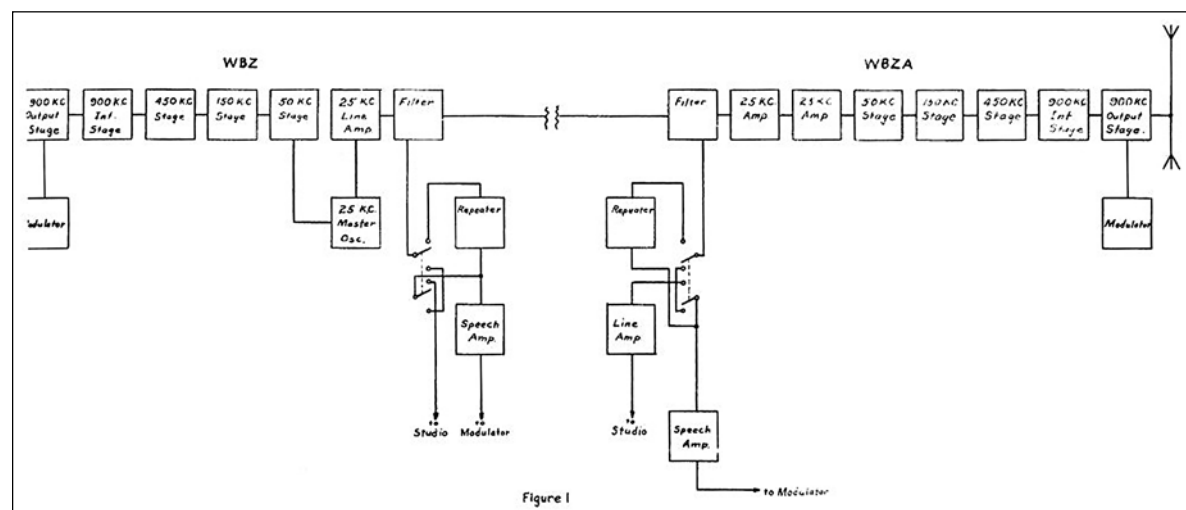 WBZ
WBZA
900 KC
Output
Stage
900 KC
Int.
Stage
450 KC
Stage
150 KC
Stage
50 KC
Stage
25 KC
Line
Amp
Filter
Filter
25 KC
Amp
25 KC
Amp
50 KC
Stage
150 KC
Stage
450 KC
Stage
900 KC
Int
Stage
900 KC
Output
Stage.
Modulator
25 K.C.
Master
Osc.
Repeater
Repeater
Modulator
Speech
Amp.
Line
Amp
to
Studio
to
Modulator
to
Studio
Speech
Amp.
to Modulator
Figure 1